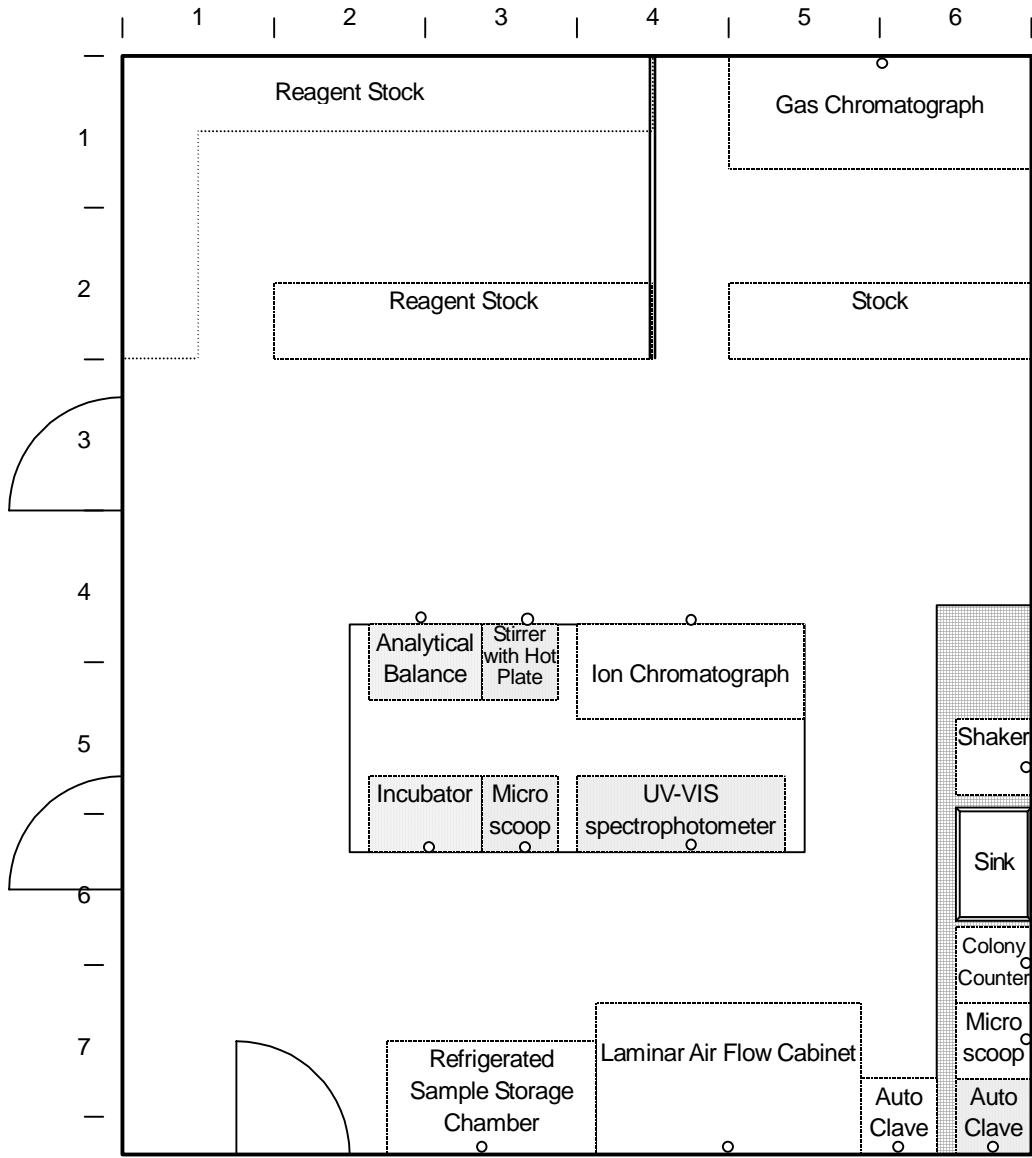 1 2 3 4 5 6
Reagent Stock
Gas Chromatograph
1
2
Reagent Stock
Stock
3
4
Analytical
Balance
Stirrer
with Hot
Plate
Ion Chromatograph
5
Shaker
Incubator
Micro
scoop
UV-VIS
spectrophotometer
Sink
6
Colony
Counter
Micro
scoop
7
Refrigerated
Sample Storage
Chamber
Laminar Air Flow Cabinet
Auto
Clave
Auto
Clave